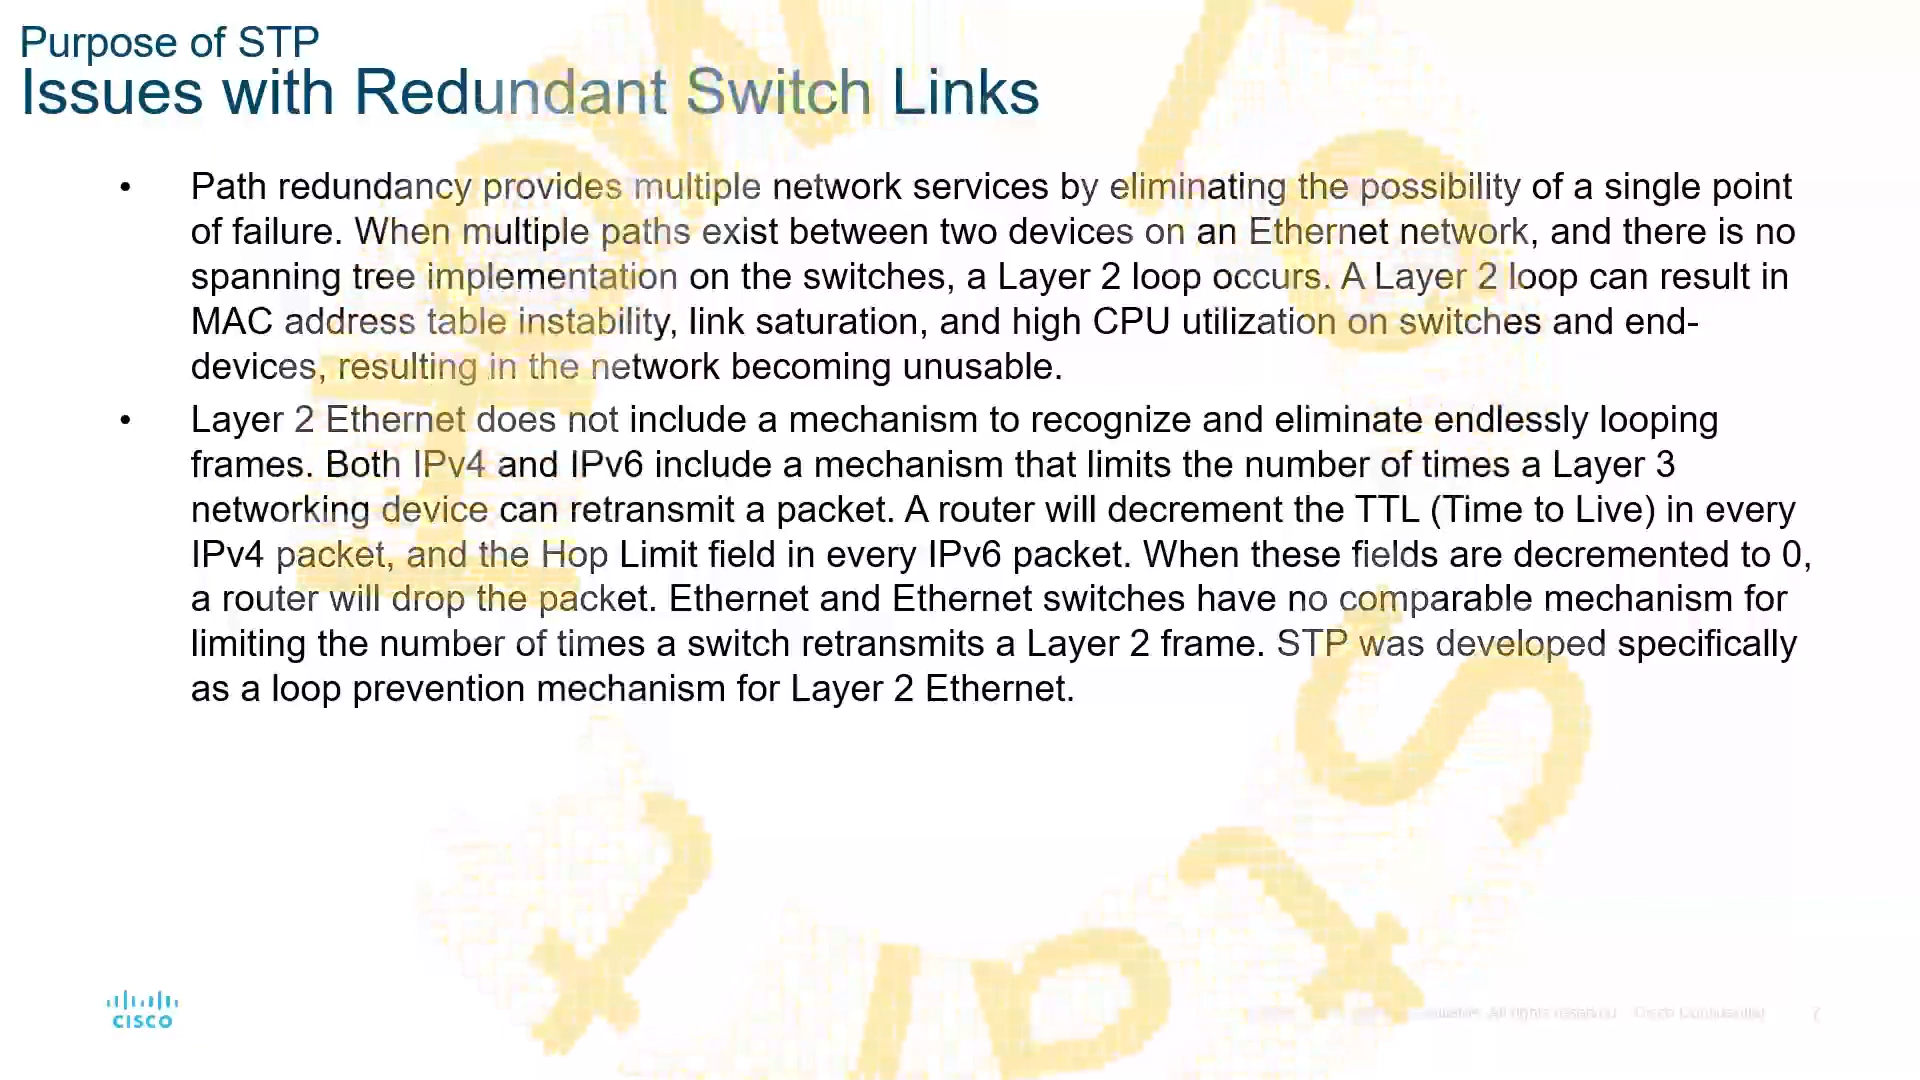 Purpose of STP
Issues with Redundant Switch Links
• Path redundancy provides multiple network services by eliminating the possibility of a single point
of failure. When multiple paths exist between two devices on an Ethernet network, and there is no
spanning tree implementation on the switches, a Layer 2 loop occurs. A Layer 2 loop can result in
MAC address table instability, link saturation, and high CPU utilization on switches and end-
devices, resulting in the network becoming unusable.
• Layer 2 Ethernet does not include a mechanism to recognize and eliminate endlessly looping
frames. Both IPv4 and IPv6 include a mechanism that limits the number of times a Layer 3
networking device can retransmit a packet. A router will decrement the TTL (Time to Live) in every
IPv4 packet, and the Hop Limit field in every IPv6 packet. When these fields are decremented to 0,
a router will drop the packet. Ethernet and Ethernet switches have no comparable mechanism for
limiting the number of times a switch retransmits a Layer 2 frame. STP was developed specifically
as a loop prevention mechanism for Layer 2 Ethernet.
CISCO
All rights reserved. Cisco Confidential
7